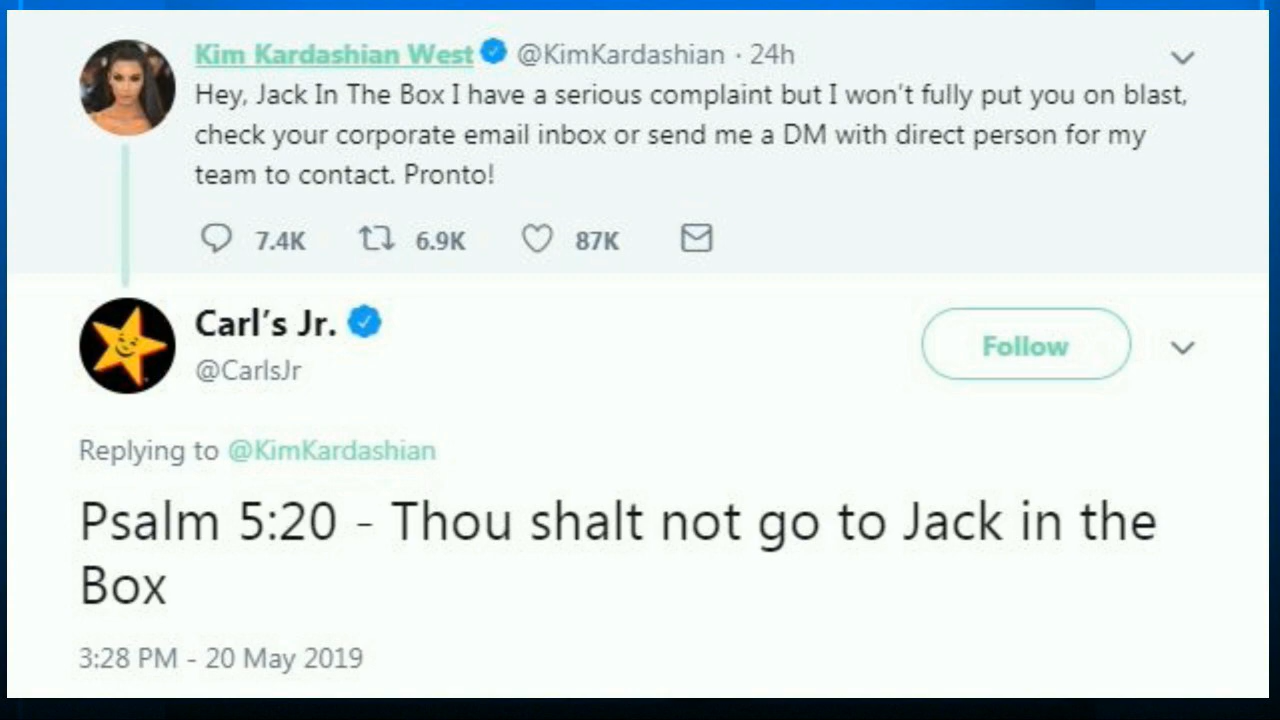 Kim Kardashian West @KimKardashian · 24h
Hey, Jack In The Box I have a serious complaint but I won't fully put you on blast,
check your corporate email inbox or send me a DM with direct person for my
team to contact. Pronto!
7.4K 6.9K 87K
Carl's Jr.
@CarlsJr
Follow
Replying to @KimKardashian
Psalm 5:20 - Thou shalt not go to Jack in the
Box
3:28 PM - 20 May 2019